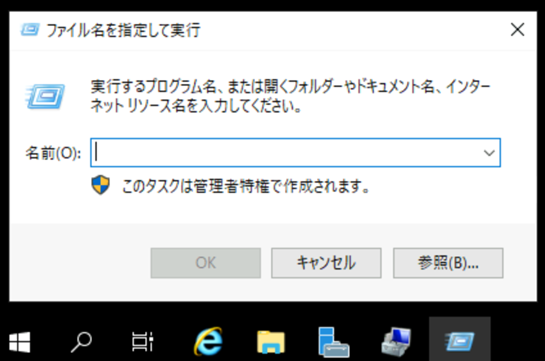 ファイル名を指定して実行
実行するプログラム名、または開くフォルダーやドキュメント名、インター
ネット リソース名を入力してください。
名前(O):
このタスクは管理者特権で作成されます。
OK キャンセル 参照(B)...